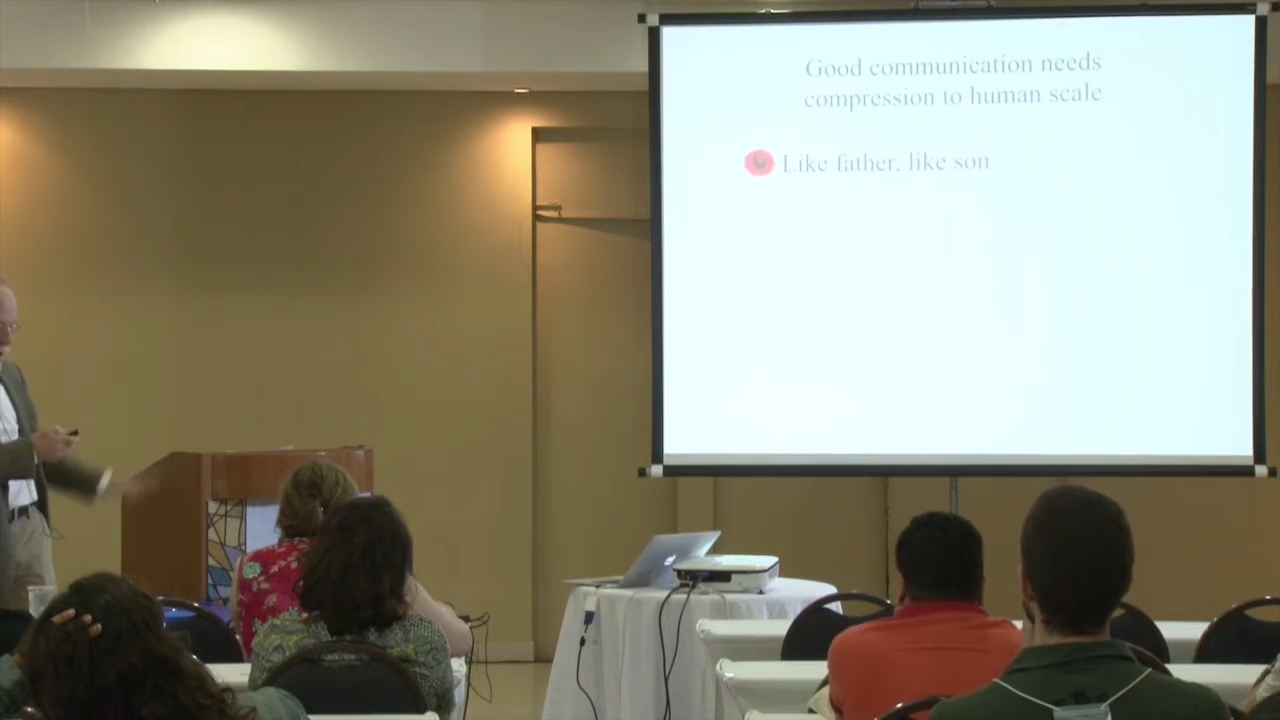 Good communication needs
compression to human scale
Like father, like son